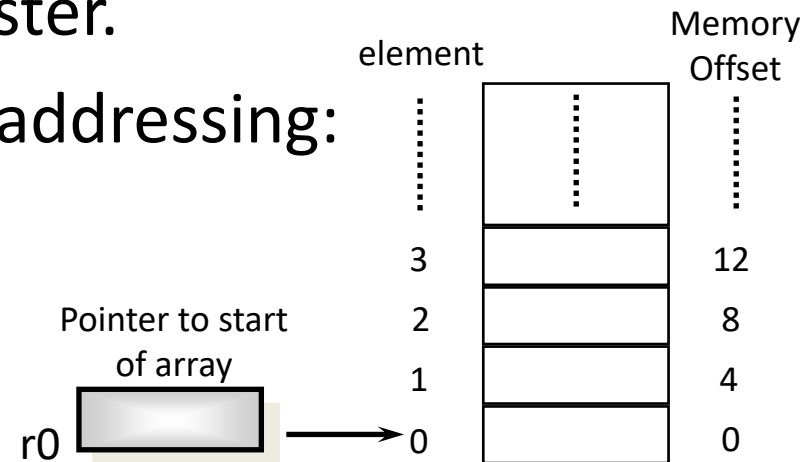 ster.
addressing:
element
Memory
Offset
3
12
2
8
1
4
0
0
Pointer to start
of array
r0